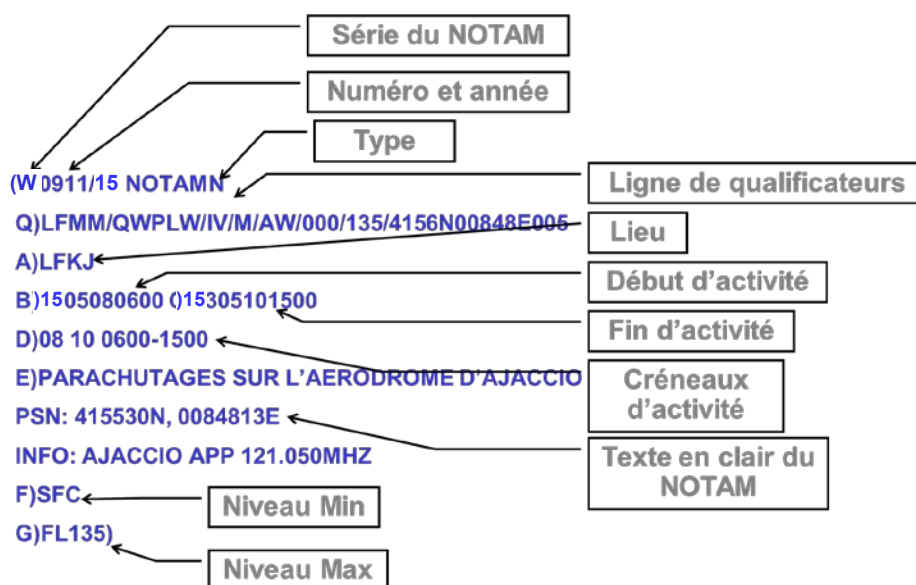 Série du NOTAM
Numéro et année
Type
(W0911/15 NOTAMN
Ligne de qualificateurs
Q)LFMM/QWPLW/IV/M/AW/000/135/4156N00848E005
Lieu
A)LFKJ
Début d'activité
B)1505080600 C)15305101500
Fin d'activité
D)08 10 0600-1500
E)PARACHUTAGES SUR L'AERODROME D'AJACCIO
Créneaux
d'activité
PSN: 415530N, 0084813E
INFO: AJACCIO APP 121.050MHZ
Texte en clair du
NOTAM
F)SFC
Niveau Min
G)FL135)
Niveau Max